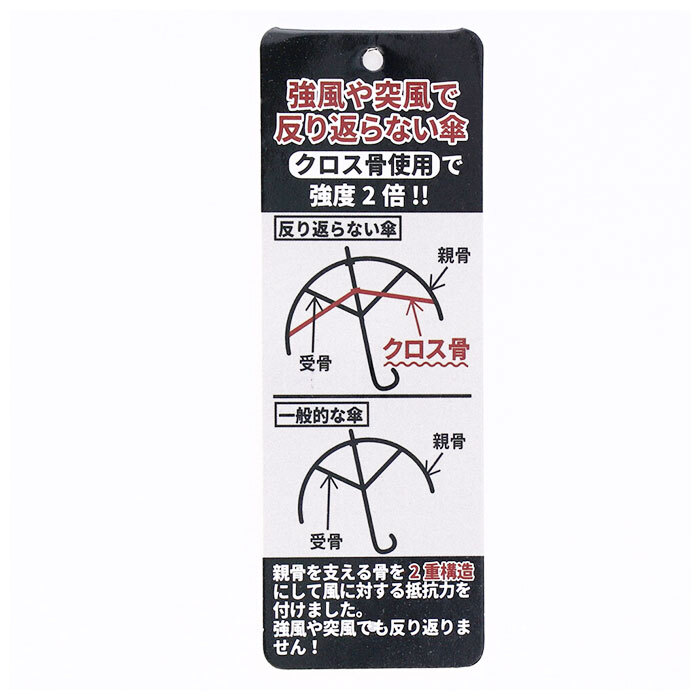 強風や突風で
反り返らない傘
クロス骨使用で
強度2倍!!
反り返らない傘
親骨
クロス骨
受骨
一般的な傘
親骨
受骨
親骨を支える骨を2重構造
にして風に対する抵抗力を
付けました。
強風や突風でも反り返りま
せん!